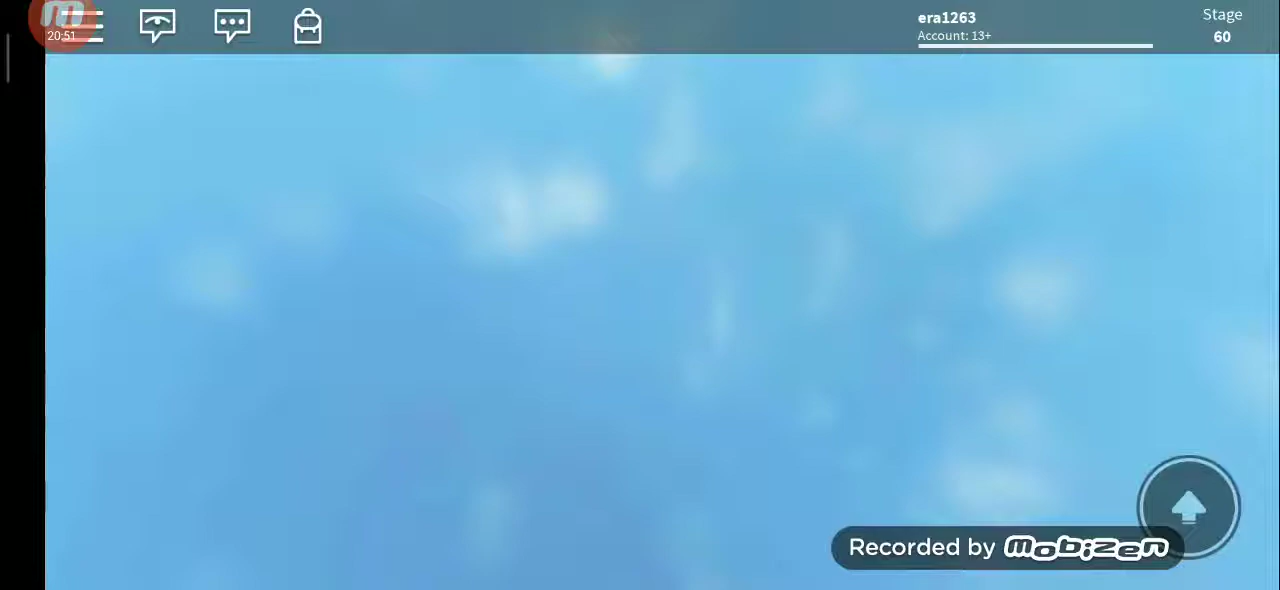 20:51
era1263
Account: 13+
Stage
60
Recorded by mobizen